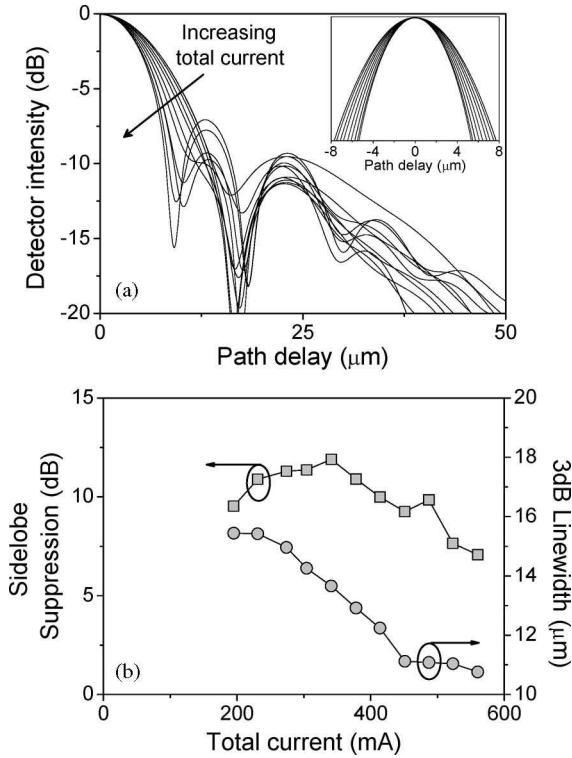 0
-5
-10
-15
-20
Detector intensity (dB)
Increasing
total current
(a)
-8 -4 0 4 8
Path delay (μm)
0 25 50
Path delay (μm)
15
10
5
0
Sidelobe
Suppression (dB)
(b)
20
18
16
14
12
10
3dB Linewidth (μm)
0 200 400 600
Total current (mA)